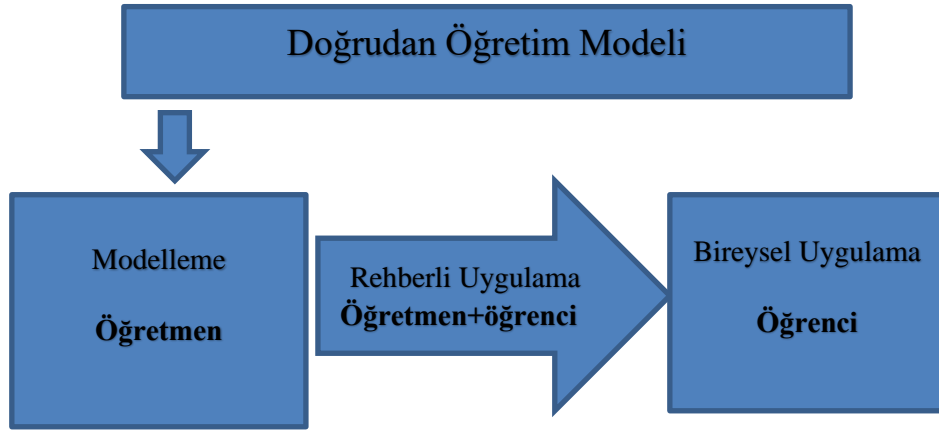 Doğrudan Öğretim Modeli
Modelleme
Öğretmen
Rehberli Uygulama
Öğretmen+öğrenci
Bireysel Uygulama
Öğrenci